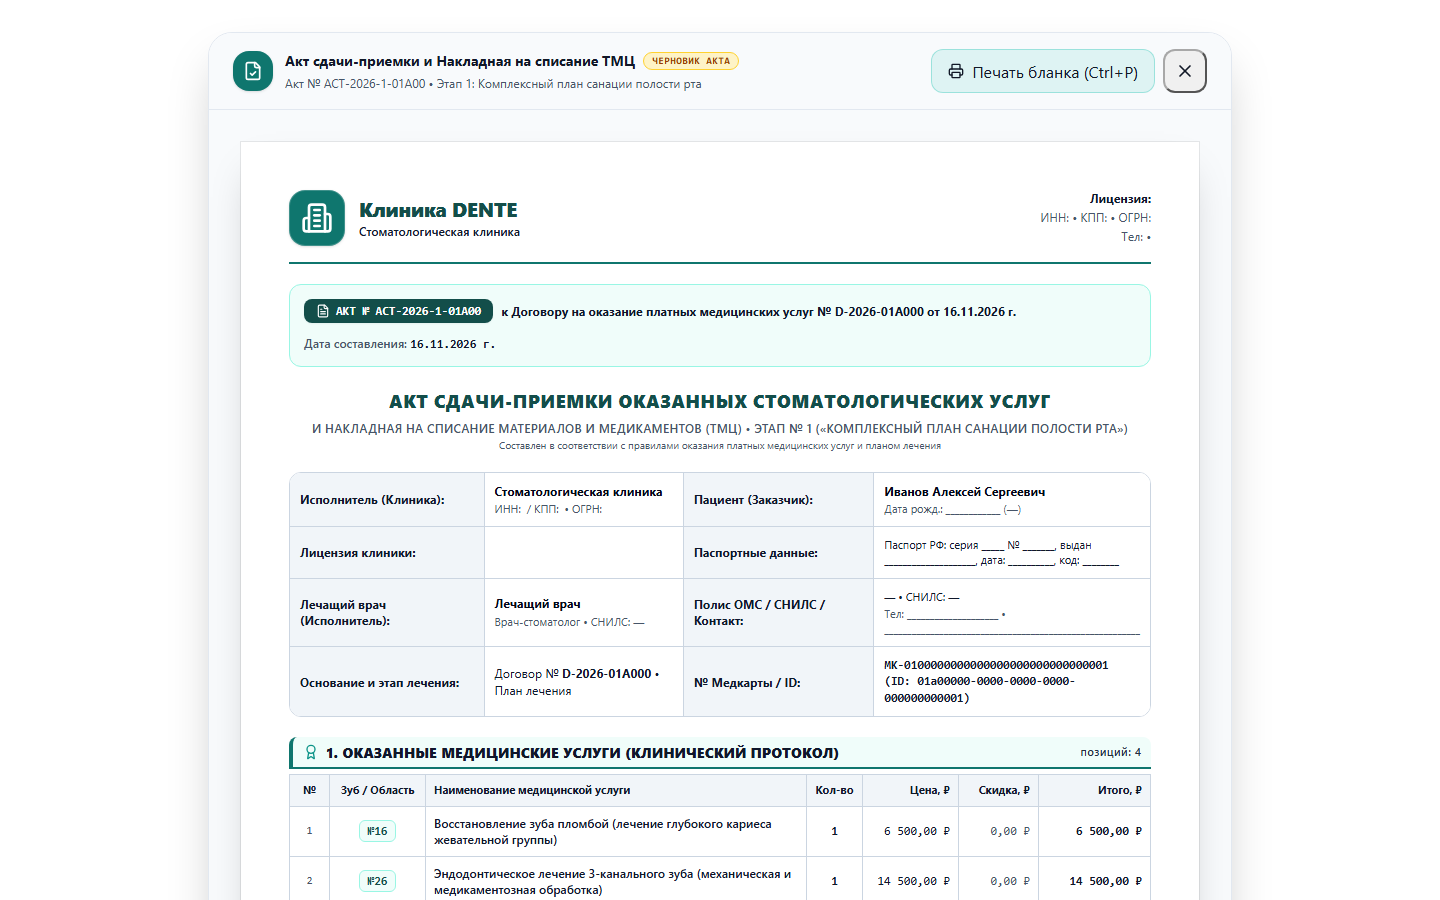 Акт сдачи-приемки и Накладная на списание ТМЦ ЧЕРНОВИК АКТА
Акт № ACT-2026-1-01A00 • Этап 1: Комплексный план санации полости рта
Печать бланка (Ctrl+P)
Клиника DENTE
Стоматологическая клиника
Лицензия:
ИНН: • КПП: • ОГРН:
Тел: •
АКТ № ACT-2026-1-01A00 к Договору на оказание платных медицинских услуг № D-2026-01A000 от 16.11.2026 г.
Дата составления: 16.11.2026 г.
АКТ СДАЧИ-ПРИЕМКИ ОКАЗАННЫХ СТОМАТОЛОГИЧЕСКИХ УСЛУГ
И НАКЛАДНАЯ НА СПИСАНИЕ МАТЕРИАЛОВ И МЕДИКАМЕНТОВ (ТМЦ) • ЭТАП № 1 («КОМПЛЕКСНЫЙ ПЛАН САНАЦИИ ПОЛОСТИ РТА»)
Составлен в соответствии с правилами оказания платных медицинских услуг и планом лечения
Исполнитель (Клиника):
Стоматологическая клиника
ИНН: / КПП: • ОГРН:
Пациент (Заказчик):
Иванов Алексей Сергеевич
Дата рожд.: _________ (—)
Лицензия клиники:
Паспортные данные:
Паспорт РФ: серия ____ № ______, выдан
_______________, дата: ________, код: ______
Лечащий врач
(Исполнитель):
Лечащий врач
Врач-стоматолог • СНИЛС: —
Полис ОМС / СНИЛС /
Контакт:
— • СНИЛС: —
Тел: _______________ •
__________________________________________
Основание и этап лечения:
Договор № D-2026-01A000 •
План лечения
№ Медкарты / ID:
МК-01000000000000000000000000000001
(ID: 01a00000-0000-0000-0000-
000000000001)
1. ОКАЗАННЫЕ МЕДИЦИНСКИЕ УСЛУГИ (КЛИНИЧЕСКИЙ ПРОТОКОЛ)
позиций: 4
№ Зуб / Область Наименование медицинской услуги Кол-во Цена, ₽ Скидка, ₽ Итого, ₽
1 №16 Восстановление зуба пломбой (лечение глубокого кариеса
жевательной группы) 1 6 500,00 ₽ 0,00 ₽ 6 500,00 ₽
2 №26 Эндодонтическое лечение 3-канального зуба (механическая и
медикаментозная обработка) 1 14 500,00 ₽ 0,00 ₽ 14 500,00 ₽